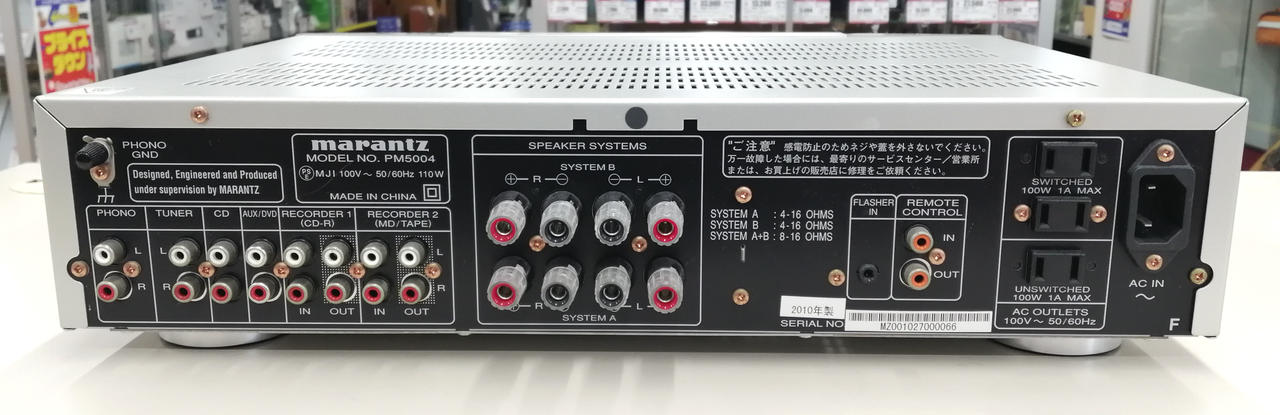 プライス
ダウン
PHONO
GND
Designed, Engineered and Produced
under supervision by MARANTZ
marantz
MODEL NO. PM5004
PS E MJI 100V ~ 50/60Hz 110W
MADE IN CHINA
PHONO
TUNER
CD
AUX/DVD
RECORDER 1
(CD-R)
RECORDER 2
(MD/TAPE)
L
R
L
R
L
R
IN
OUT
IN
OUT
SPEAKER SYSTEMS
SYSTEM B
⊕ R ⊖
⊖ L ⊕
R
L
SYSTEM A
"ご注意" 感電防止のためネジや蓋を外さないでください。
万一故障した場合には、最寄りのサービスセンター／営業所
または、お買上げの販売店に修理をご依頼ください。
SYSTEM A : 4-16 OHMS
SYSTEM B : 4-16 OHMS
SYSTEM A+B : 8-16 OHMS
FLASHER
IN
REMOTE
CONTROL
IN
OUT
2010年製
SERIAL NO
MZ001027000066
SWITCHED
100W 1A MAX
UNSWITCHED
100W 1A MAX
AC OUTLETS
100V ~ 50/60Hz
AC IN
~
F